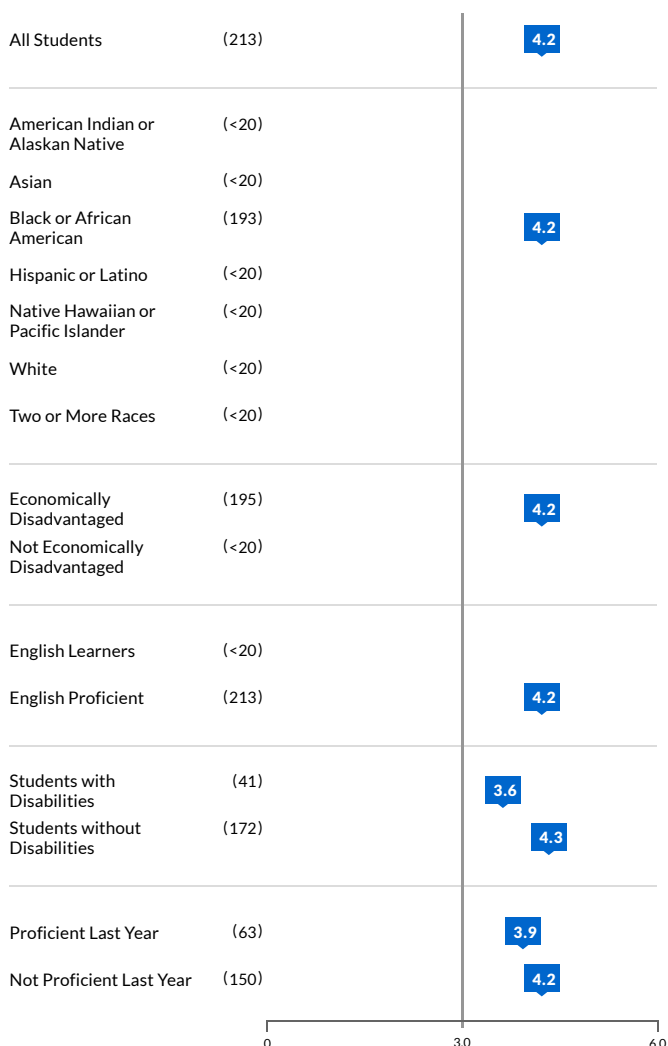 All Students (213) 4.2
American Indian or (<20)
Alaskan Native
Asian (<20)
Black or African (193) 4.2
American
Hispanic or Latino (<20)
Native Hawaiian or (<20)
Pacific Islander
White (<20)
Two or More Races (<20)
Economically (195) 4.2
Disadvantaged
Not Economically (<20)
Disadvantaged
English Learners (<20)
English Proficient (213) 4.2
Students with (41) 3.6
Disabilities
Students without (172) 4.3
Disabilities
Proficient Last Year (63) 3.9
Not Proficient Last Year (150) 4.2
0 3.0 6.0